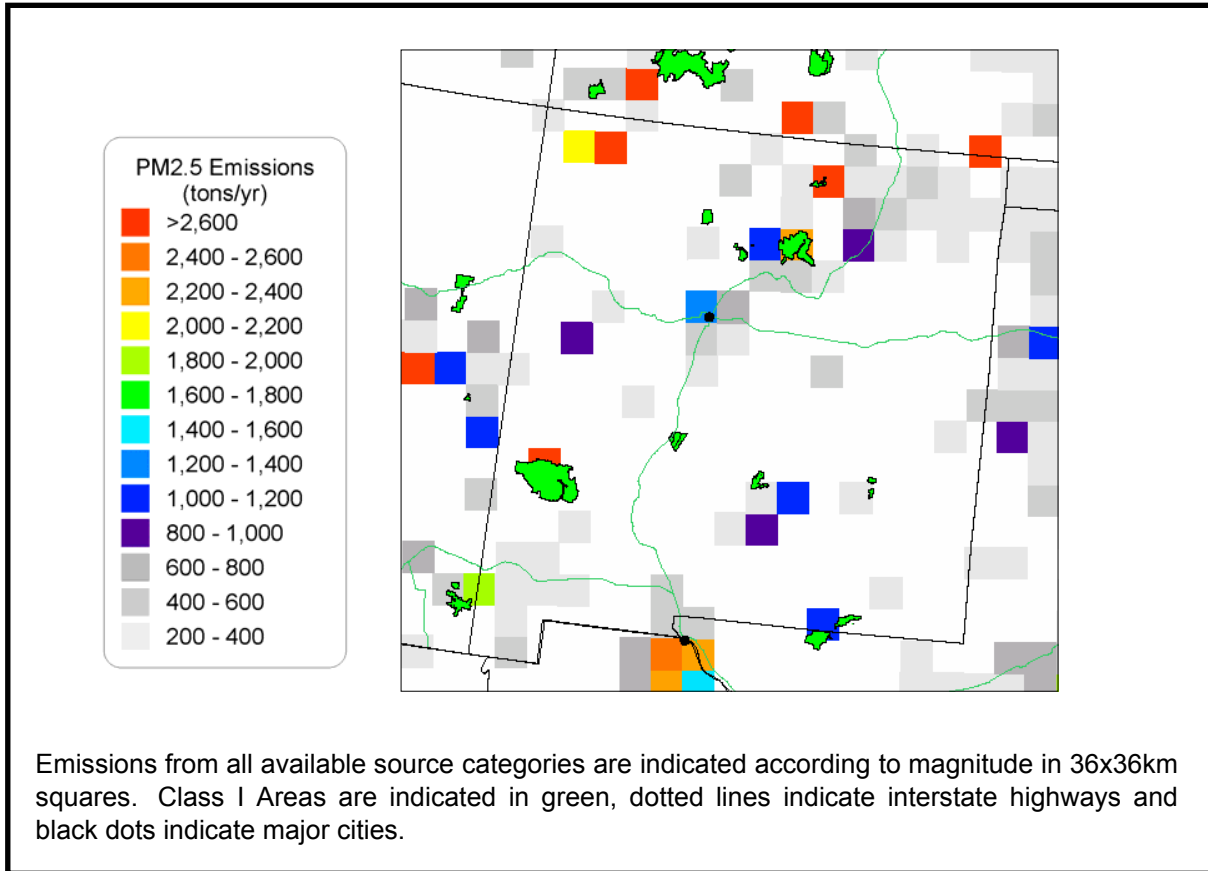 PM2.5 Emissions
(tons/yr)
>2,600
2,400 - 2,600
2,200 - 2,400
2,000 - 2,200
1,800 - 2,000
1,600 - 1,800
1,400 - 1,600
1,200 - 1,400
1,000 - 1,200
800 - 1,000
600 - 800
400 - 600
200 - 400
Emissions from all available source categories are indicated according to magnitude in 36x36km
squares. Class I Areas are indicated in green, dotted lines indicate interstate highways and
black dots indicate major cities.